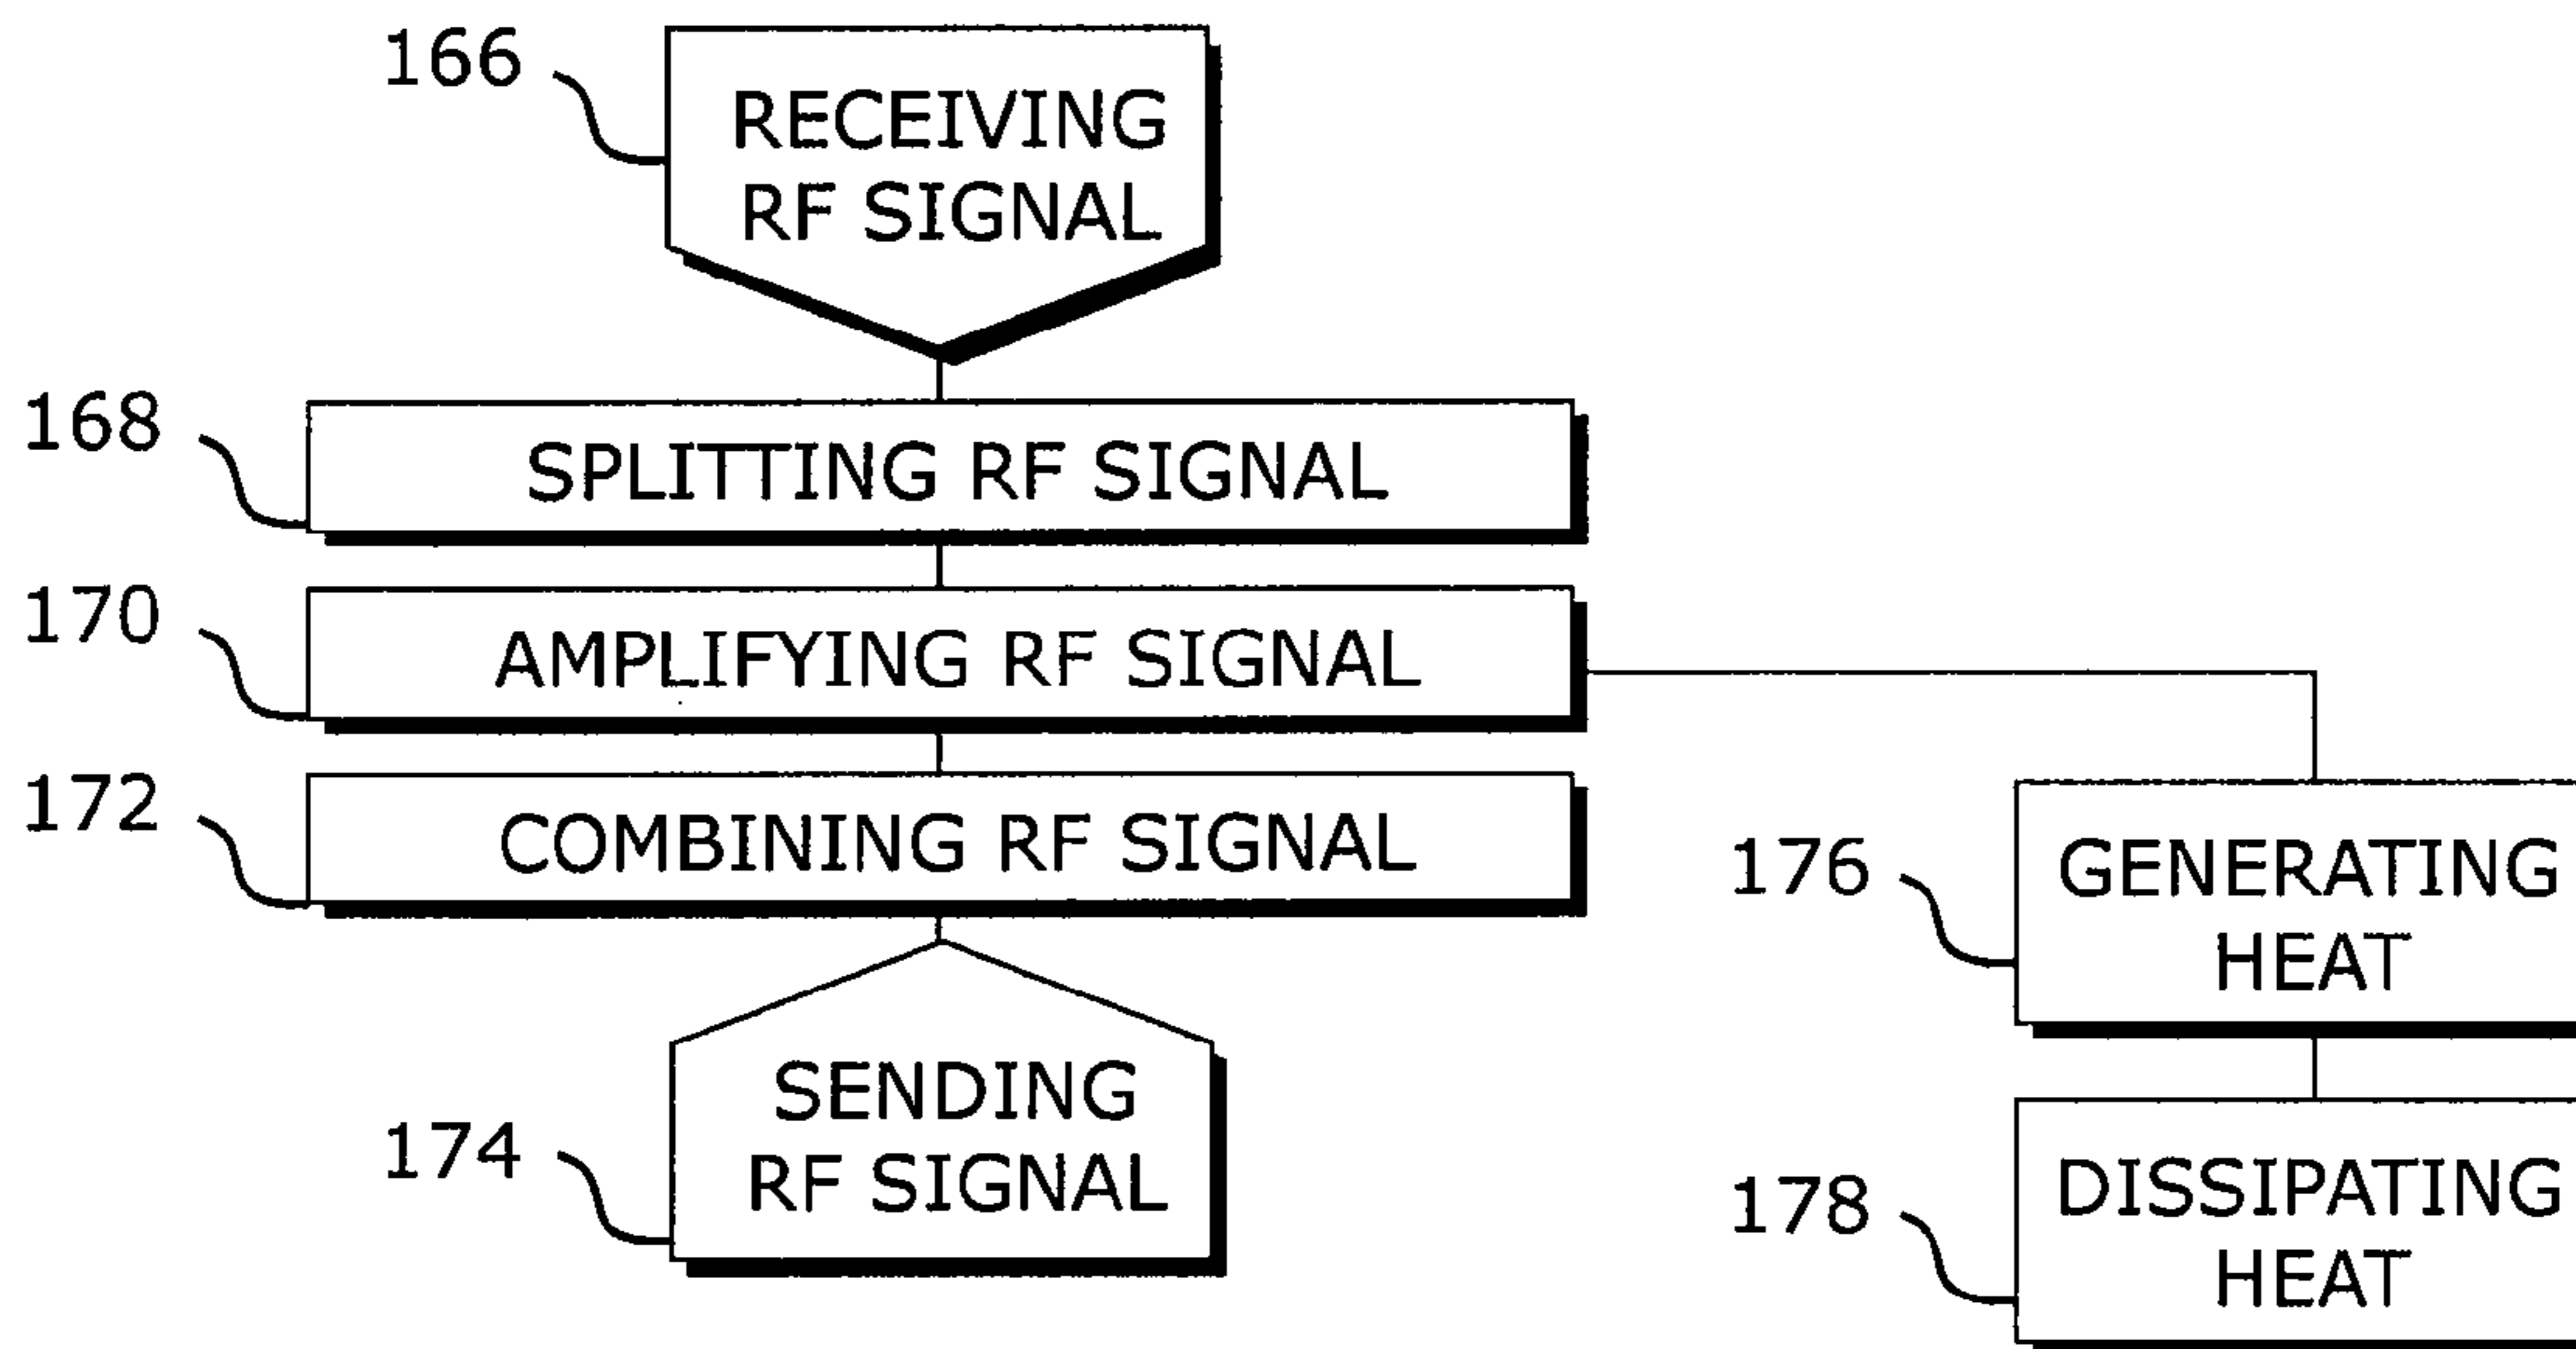 166
RECEIVING
RF SIGNAL
168
SPLITTING RF SIGNAL
170
AMPLIFYING RF SIGNAL
172
COMBINING RF SIGNAL
174
SENDING
RF SIGNAL
176
GENERATING
HEAT
178
DISSIPATING
HEAT